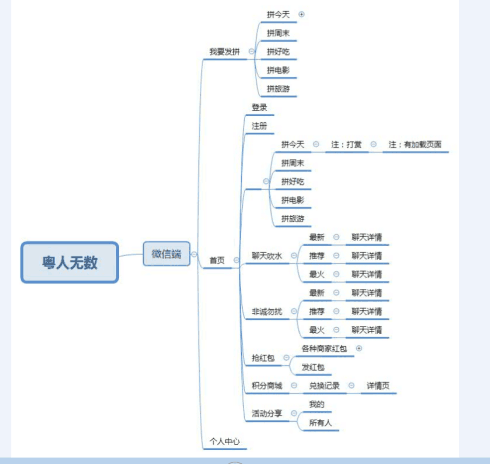 粤人无数
微信端
我要发拼
拼今天
拼周末
拼好吃
拼电影
拼旅游
首页
登录
注册
拼今天
注：打赏
注：有加载页面
拼周末
拼好吃
拼电影
拼旅游
聊天吹水
最新
聊天详情
推荐
聊天详情
最火
聊天详情
非诚勿扰
最新
聊天详情
推荐
聊天详情
最火
聊天详情
抢红包
各种商家红包
发红包
积分商城
兑换记录
详情页
活动分享
我的
所有人
个人中心